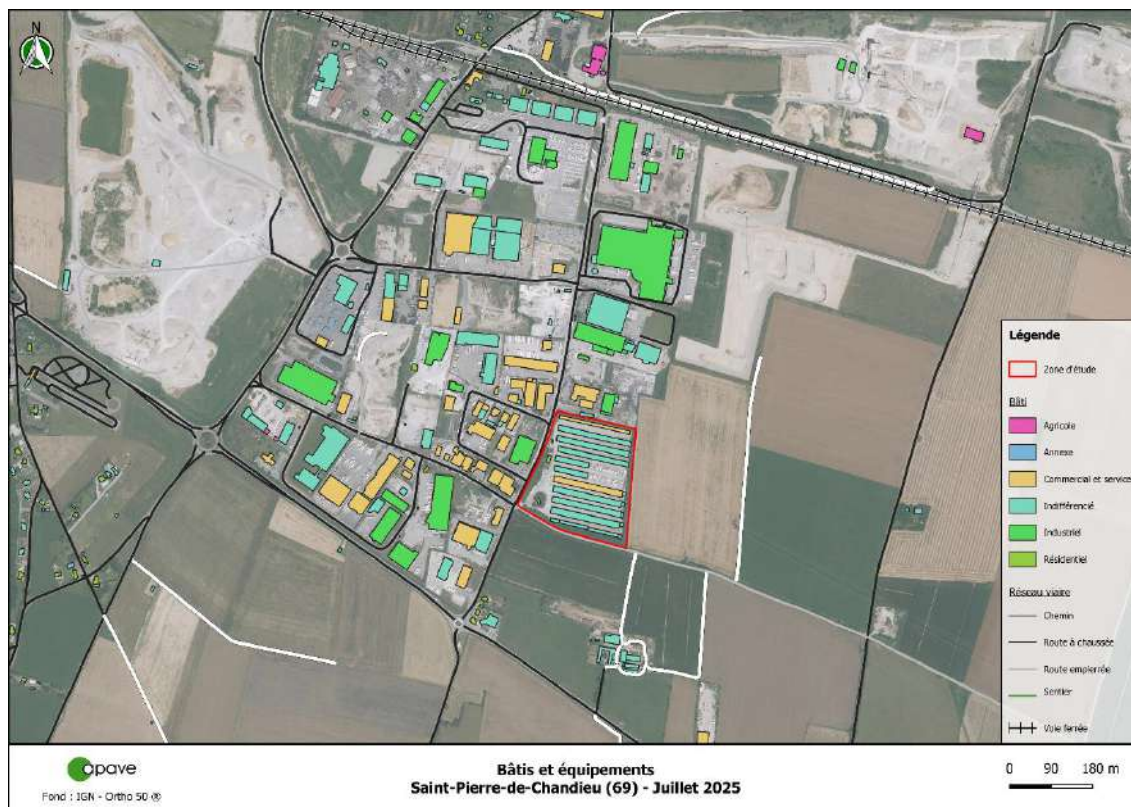 N
Légende
Zone d'étude
Bâti
Agricole
Annexe
Commercial et service
Indifférencié
Industriel
Résidentiel
Réseau viaire
Chemin
Route à chaussée
Route empierrée
Sentier
Voie ferrée
apave
Fond : IGN - Ortho 50 ®
Bâtis et équipements
Saint-Pierre-de-Chandieu (69) - Juillet 2025
0 90 180 m